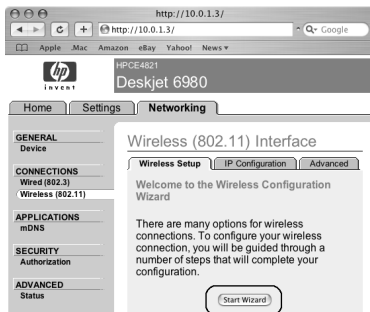 http://10.0.1.3/
http://10.0.1.3/
Google
Apple .Mac Amazon eBay Yahoo! News
hp
invent
HPCE4821
Deskjet 6980
Home Settings Networking
GENERAL
Device
CONNECTIONS
Wired (802.3)
Wireless (802.11)
APPLICATIONS
mDNS
SECURITY
Authorization
ADVANCED
Status
Wireless (802.11) Interface
Wireless Setup IP Configuration Advanced
Welcome to the Wireless Configuration
Wizard
There are many options for wireless
connections. To configure your wireless
connection, you will be guided through a
number of steps that will complete your
configuration.
Start Wizard